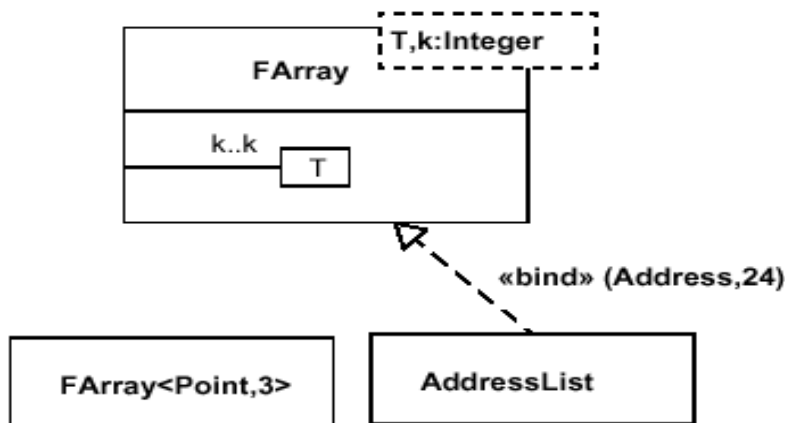 T,k:Integer
FArray
k..k
T
«bind» (Address,24)
FArray<Point,3>
AddressList